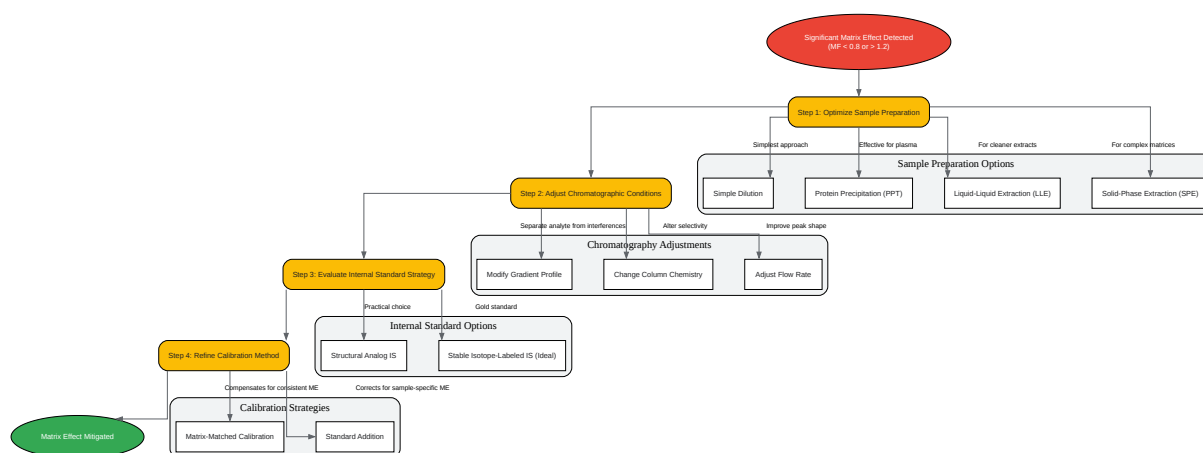 Significant Matrix Effect Detected
(MF < 0.8 or > 1.2)
Step 1: Optimize Sample Preparation
Simplest approach
Effective for plasma
For cleaner extracts
For complex matrices
Sample Preparation Options
Simple Dilution
Protein Precipitation (PPT)
Liquid-Liquid Extraction (LLE)
Solid-Phase Extraction (SPE)
Step 2: Adjust Chromatographic Conditions
Separate analyte from interferences
Alter selectivity
Improve peak shape
Chromatography Adjustments
Modify Gradient Profile
Change Column Chemistry
Adjust Flow Rate
Step 3: Evaluate Internal Standard Strategy
Practical choice
Gold standard
Internal Standard Options
Structural Analog IS
Stable Isotope-Labeled IS (Ideal)
Step 4: Refine Calibration Method
Compensates for consistent ME
Corrects for sample-specific ME
Calibration Strategies
Matrix-Matched Calibration
Standard Addition
Matrix Effect Mitigated